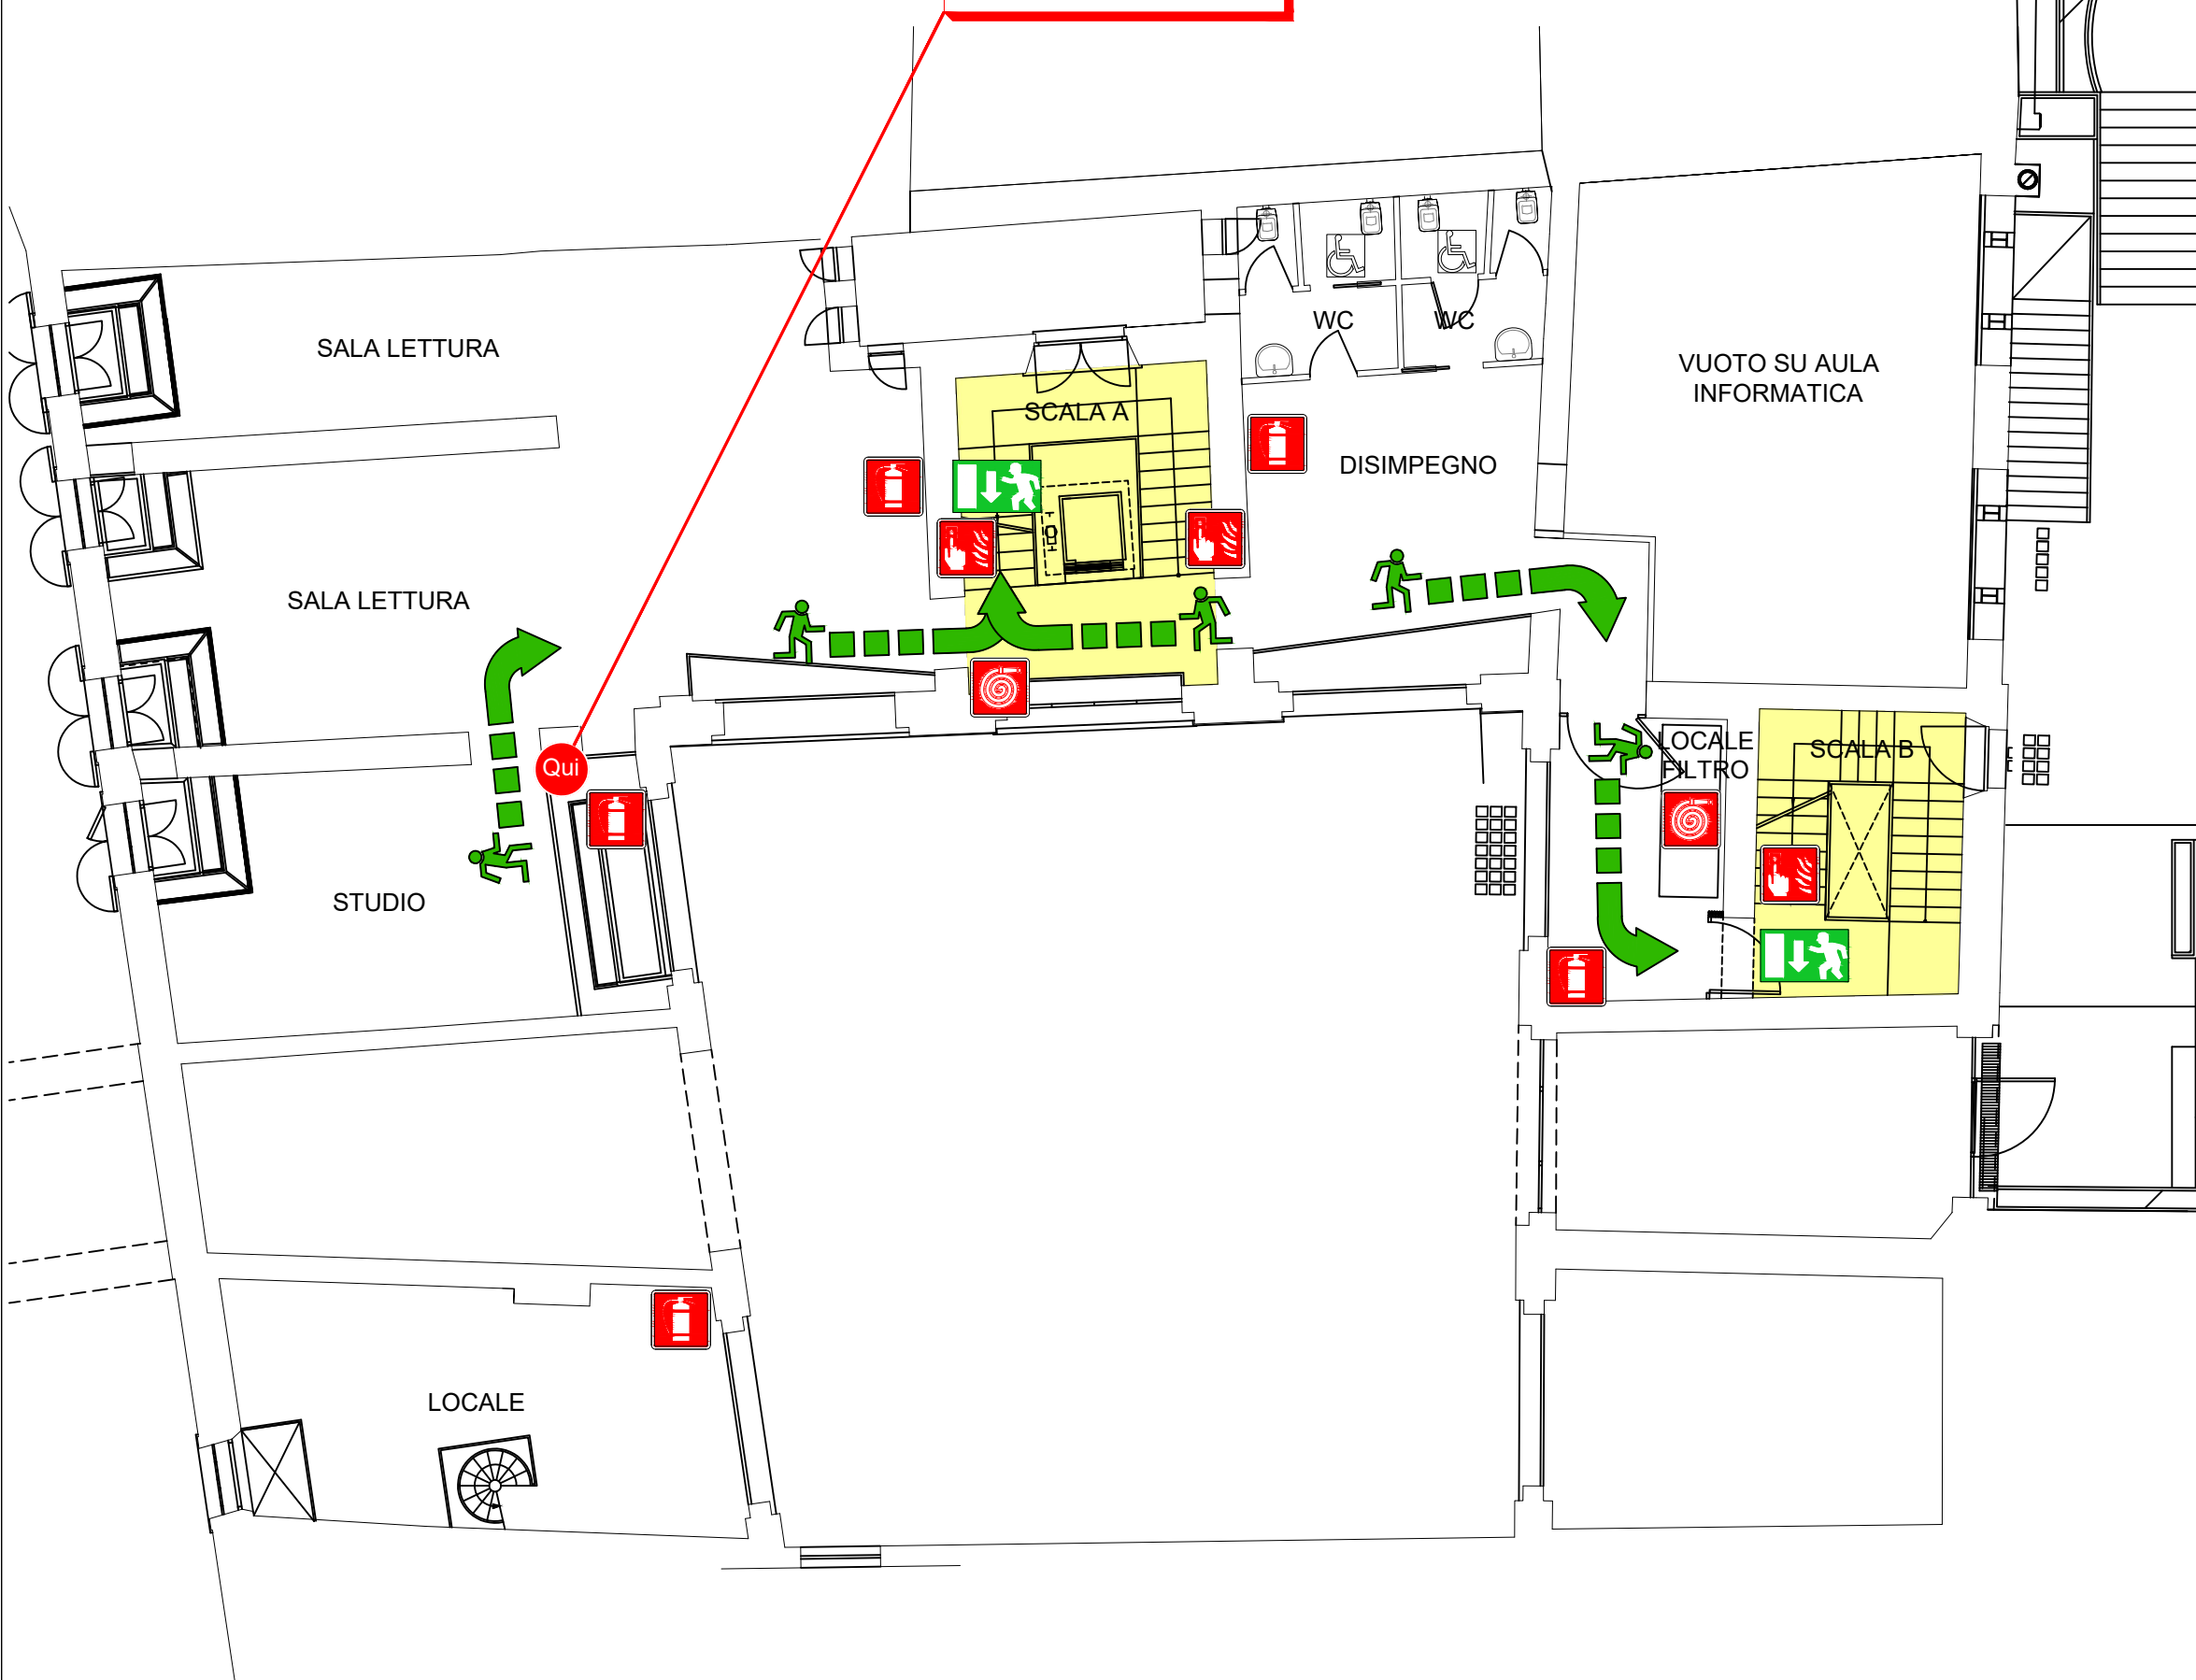 SALA LETTURA
WC
WC
VUOTO SU AULA
INFORMATICA
SCALA A
DISIMPEGNO
SALA LETTURA
Qui
LOCALE
FILTRO
SCALA B
STUDIO
LOCALE